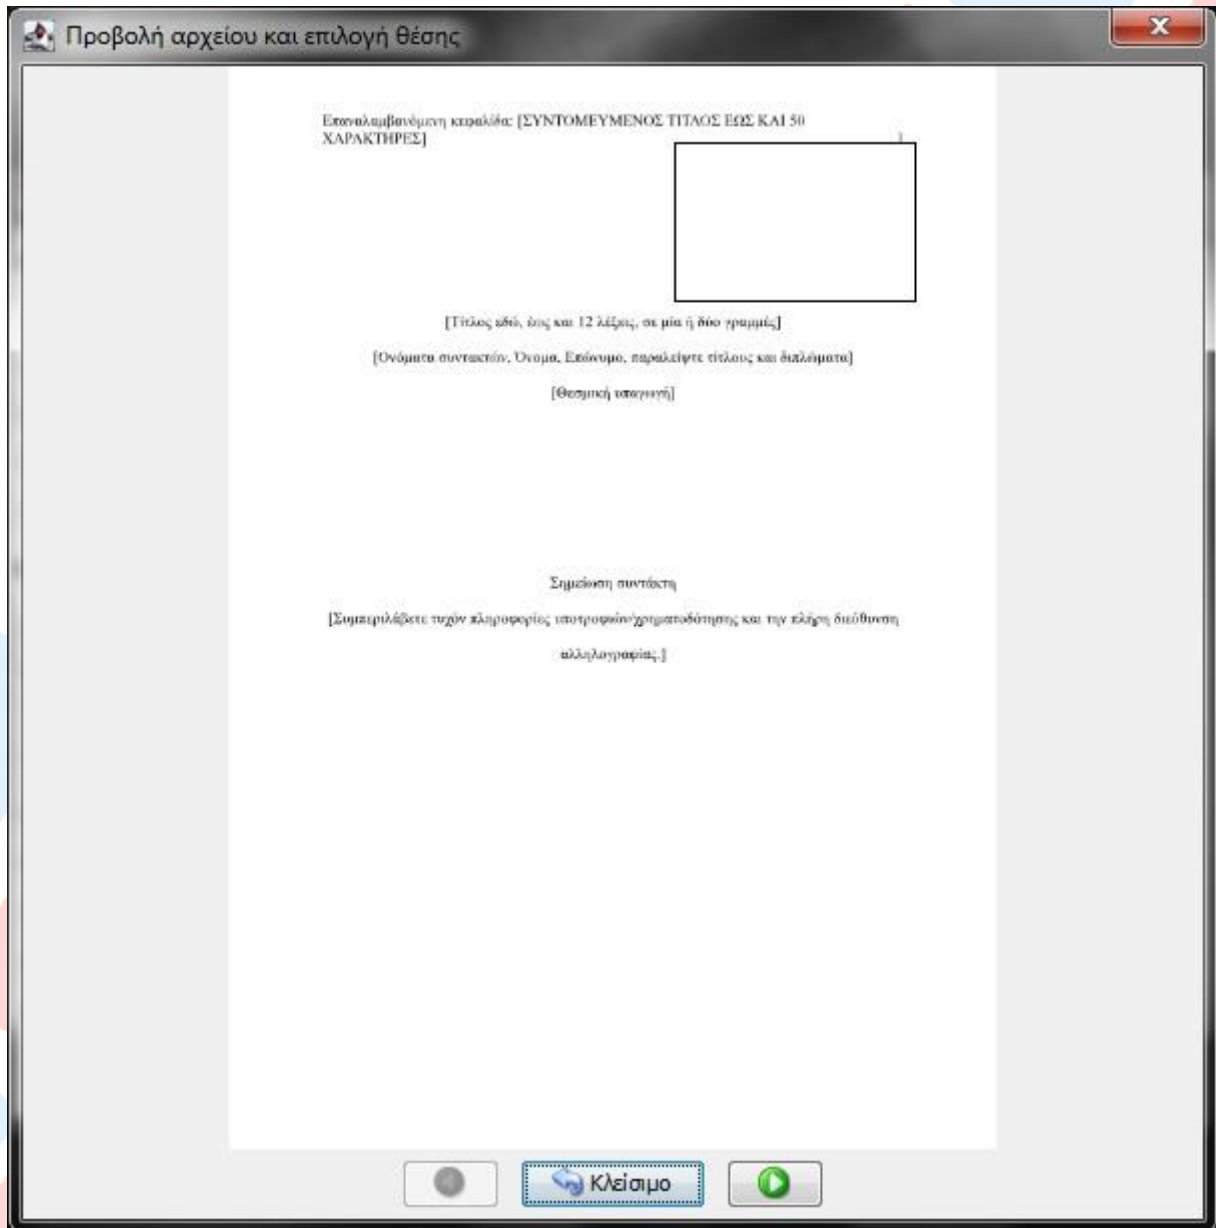 Προβολή αρχείου και επιλογή θέσης
Επαναλαμβανόμενη κεφαλίδα: [ΣΥΝΤΟΜΕΥΜΕΝΟΣ ΤΙΤΛΟΣ ΕΩΣ ΚΑΙ 50
ΧΑΡΑΚΤΗΡΕΣ]
[Τίτλος εδώ, έως και 12 λέξεις, σε μία ή δύο γραμμές]
[Ονόματα συντακτών, Όνομα, Επώνυμο, παραλείψτε τίτλους και διπλώματα]
[Θεσμική υπαγωγή]
Σημείωση συντάκτη
[Συμπεριλάβετε τυχόν πληροφορίες υποτροφιών/χρηματοδότησης και την πλήρη διεύθυνση
αλληλογραφίας.]
Κλείσιμο